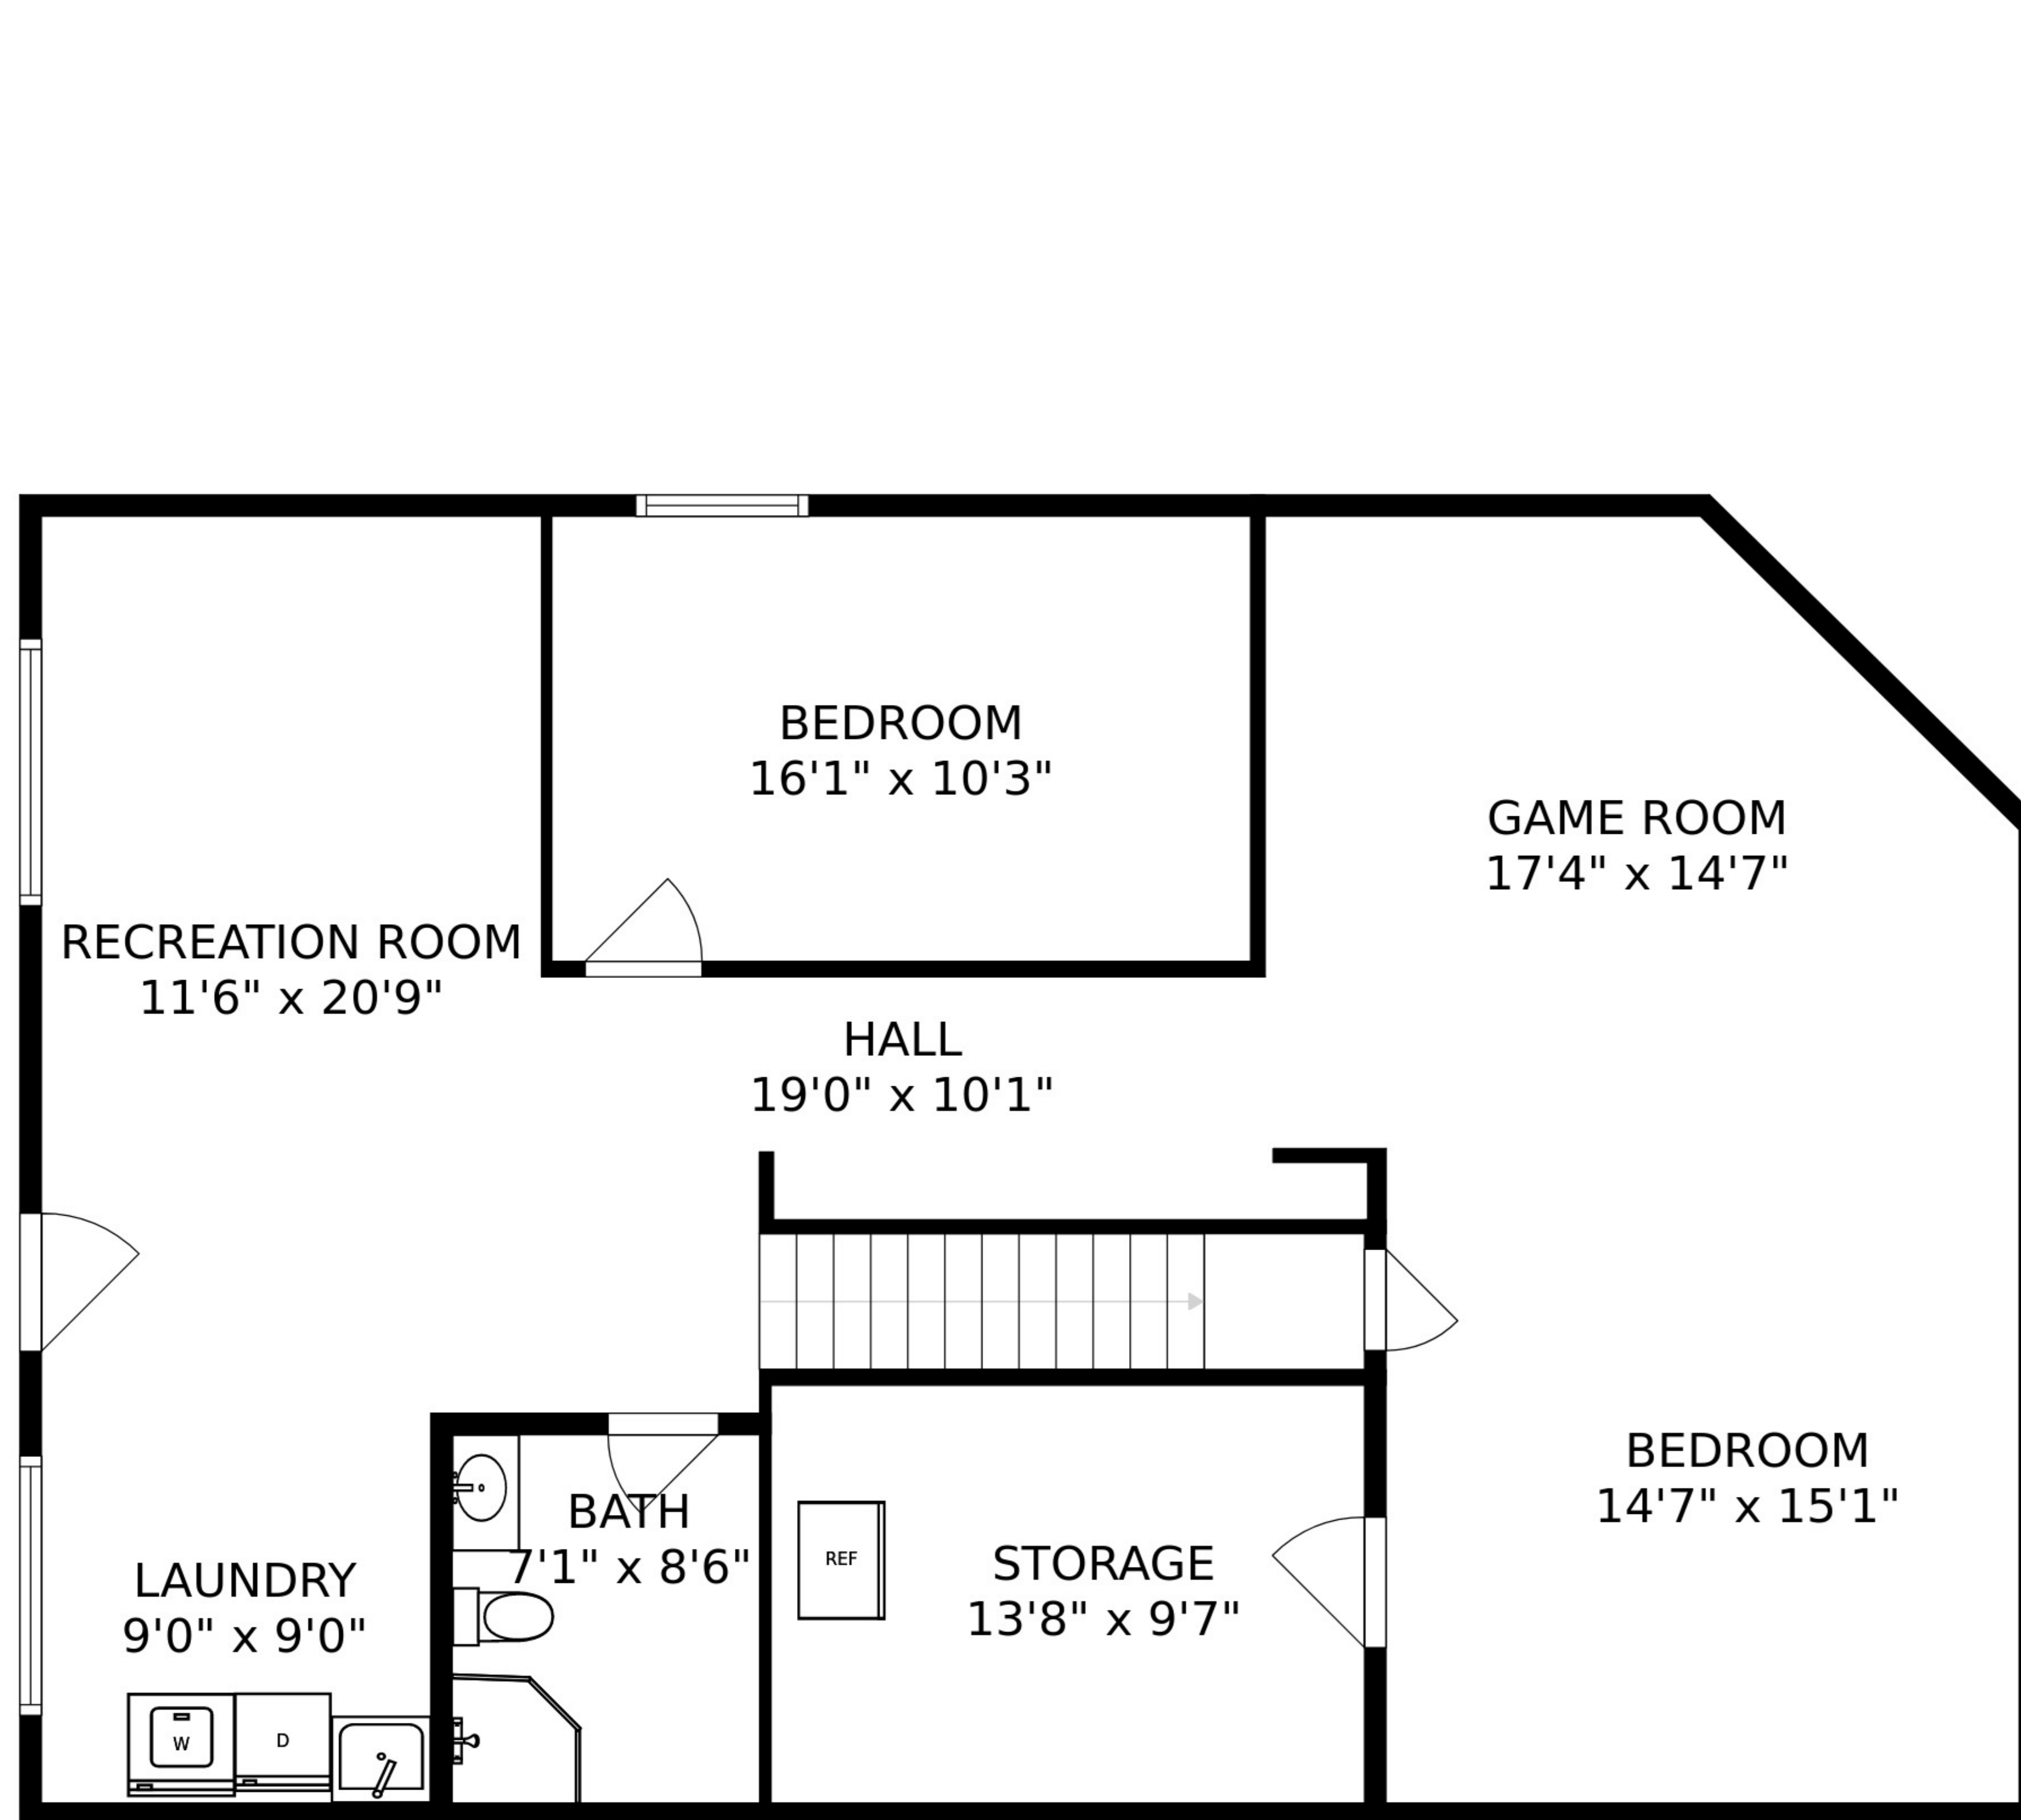 BEDROOM
16'1" x 10'3"
GAME ROOM
17'4" x 14'7"
RECREATION ROOM
11'6" x 20'9"
HALL
19'0" x 10'1"
BEDROOM
14'7" x 15'1"
BATH
7'1" x 8'6"
REF
STORAGE
13'8" x 9'7"
LAUNDRY
9'0" x 9'0"
W
D